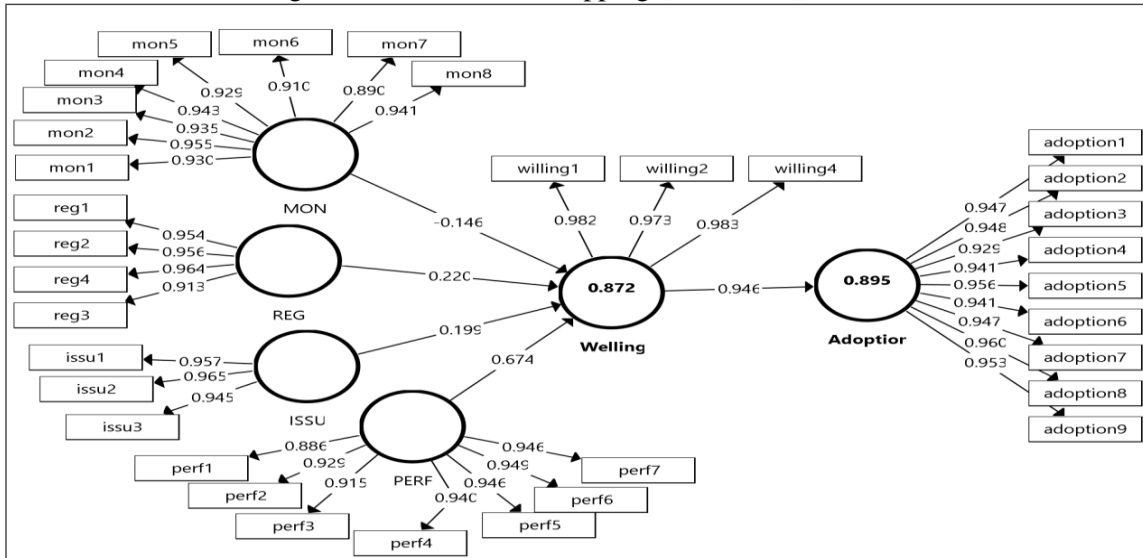 pping
mon5
mon6
mon7
mon4
mon8
mon3
mon2
mon1
0.929
0.910
0.890
0.943
0.941
0.935
0.955
0.930
MON
reg1
reg2
reg4
reg3
0.954
0.956
0.964
0.913
REG
issu1
issu2
issu3
0.957
0.965
0.945
ISSU
perf1
perf2
perf3
perf4
perf5
perf6
perf7
0.886
0.929
0.915
0.940
0.946
0.949
0.946
PERF
-0.146
0.220
0.199
0.674
willing1
willing2
willing4
0.982
0.973
0.983
0.872
Welling
0.946
0.895
Adoptior
0.947
0.948
0.929
0.941
0.956
0.941
0.947
0.960
0.953
adoption1
adoption2
adoption3
adoption4
adoption5
adoption6
adoption7
adoption8
adoption9